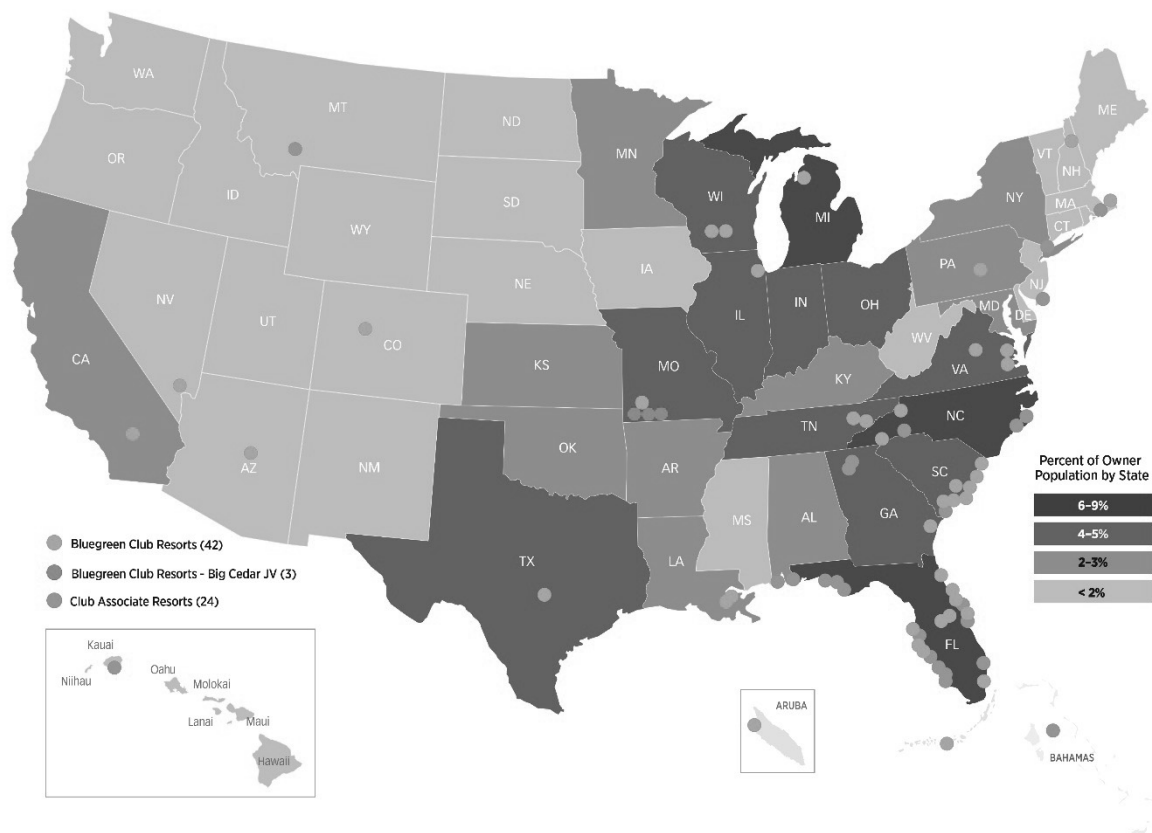 WA
MT
ND
MN
ME
OR
ID
SD
WI
MI
VT
NH
NY
MA
CT
WY
IA
NE
PA
NJ
NV
UT
CO
IL
IN
OH
MD
DE
WV
CA
KS
MO
KY
VA
AZ
NM
OK
AR
TN
NC
SC
MS
AL
GA
TX
LA
FL
Percent of Owner
Population by State
6–9%
4–5%
2–3%
< 2%
Bluegreen Club Resorts (42)
Bluegreen Club Resorts - Big Cedar JV (3)
Club Associate Resorts (24)
Kauai
Niihau
Oahu
Molokai
Lanai
Maui
Hawaii
ARUBA
BAHAMAS